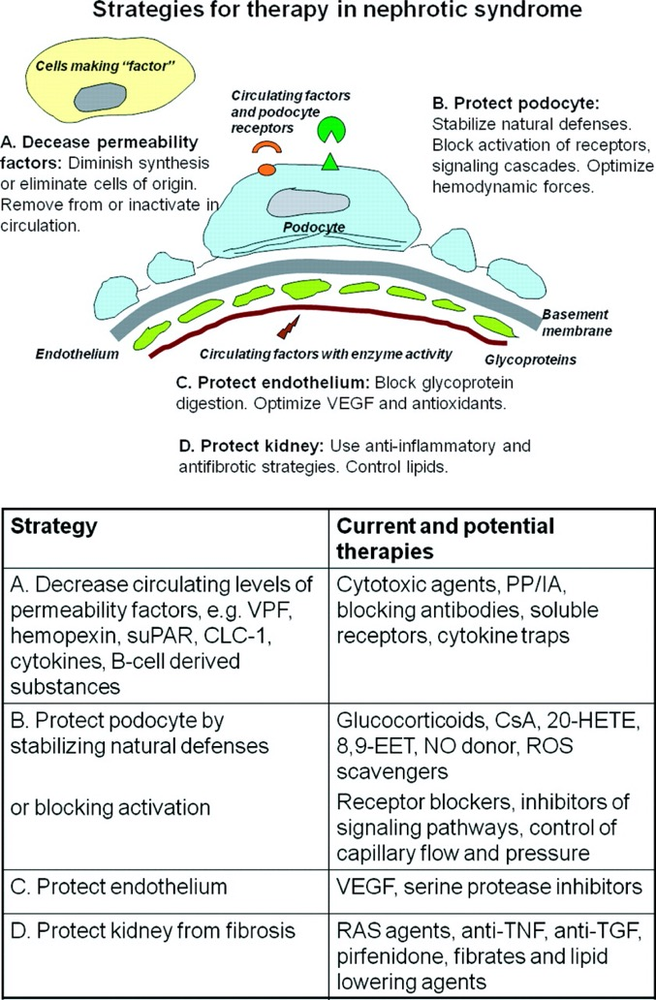 Strategies for therapy in nephrotic syndrome
Cells making “factor”
A. Decease permeability
factors: Diminish synthesis
or eliminate cells of origin.
Remove from or inactivate in
circulation.
Circulating factors
and podocyte
receptors
B. Protect podocyte:
Stabilize natural defenses.
Block activation of receptors,
signaling cascades. Optimize
hemodynamic forces.
Podocyte
Basement
membrane
Endothelium
Circulating factors with enzyme activity
Glycoproteins
C. Protect endothelium: Block glycoprotein
digestion. Optimize VEGF and antioxidants.
D. Protect kidney: Use anti-inflammatory and
antifibrotic strategies. Control lipids.
Strategy
Current and potential
therapies
A. Decrease circulating levels of
permeability factors, e.g. VPF,
hemopexin, suPAR, CLC-1,
cytokines, B-cell derived
substances
Cytotoxic agents, PP/IA,
blocking antibodies, soluble
receptors, cytokine traps
B. Protect podocyte by
stabilizing natural defenses
or blocking activation
Glucocorticoids, CsA, 20-HETE,
8,9-EET, NO donor, ROS
scavengers
Receptor blockers, inhibitors of
signaling pathways, control of
capillary flow and pressure
C. Protect endothelium
VEGF, serine protease inhibitors
D. Protect kidney from fibrosis
RAS agents, anti-TNF, anti-TGF,
pirfenidone, fibrates and lipid
lowering agents